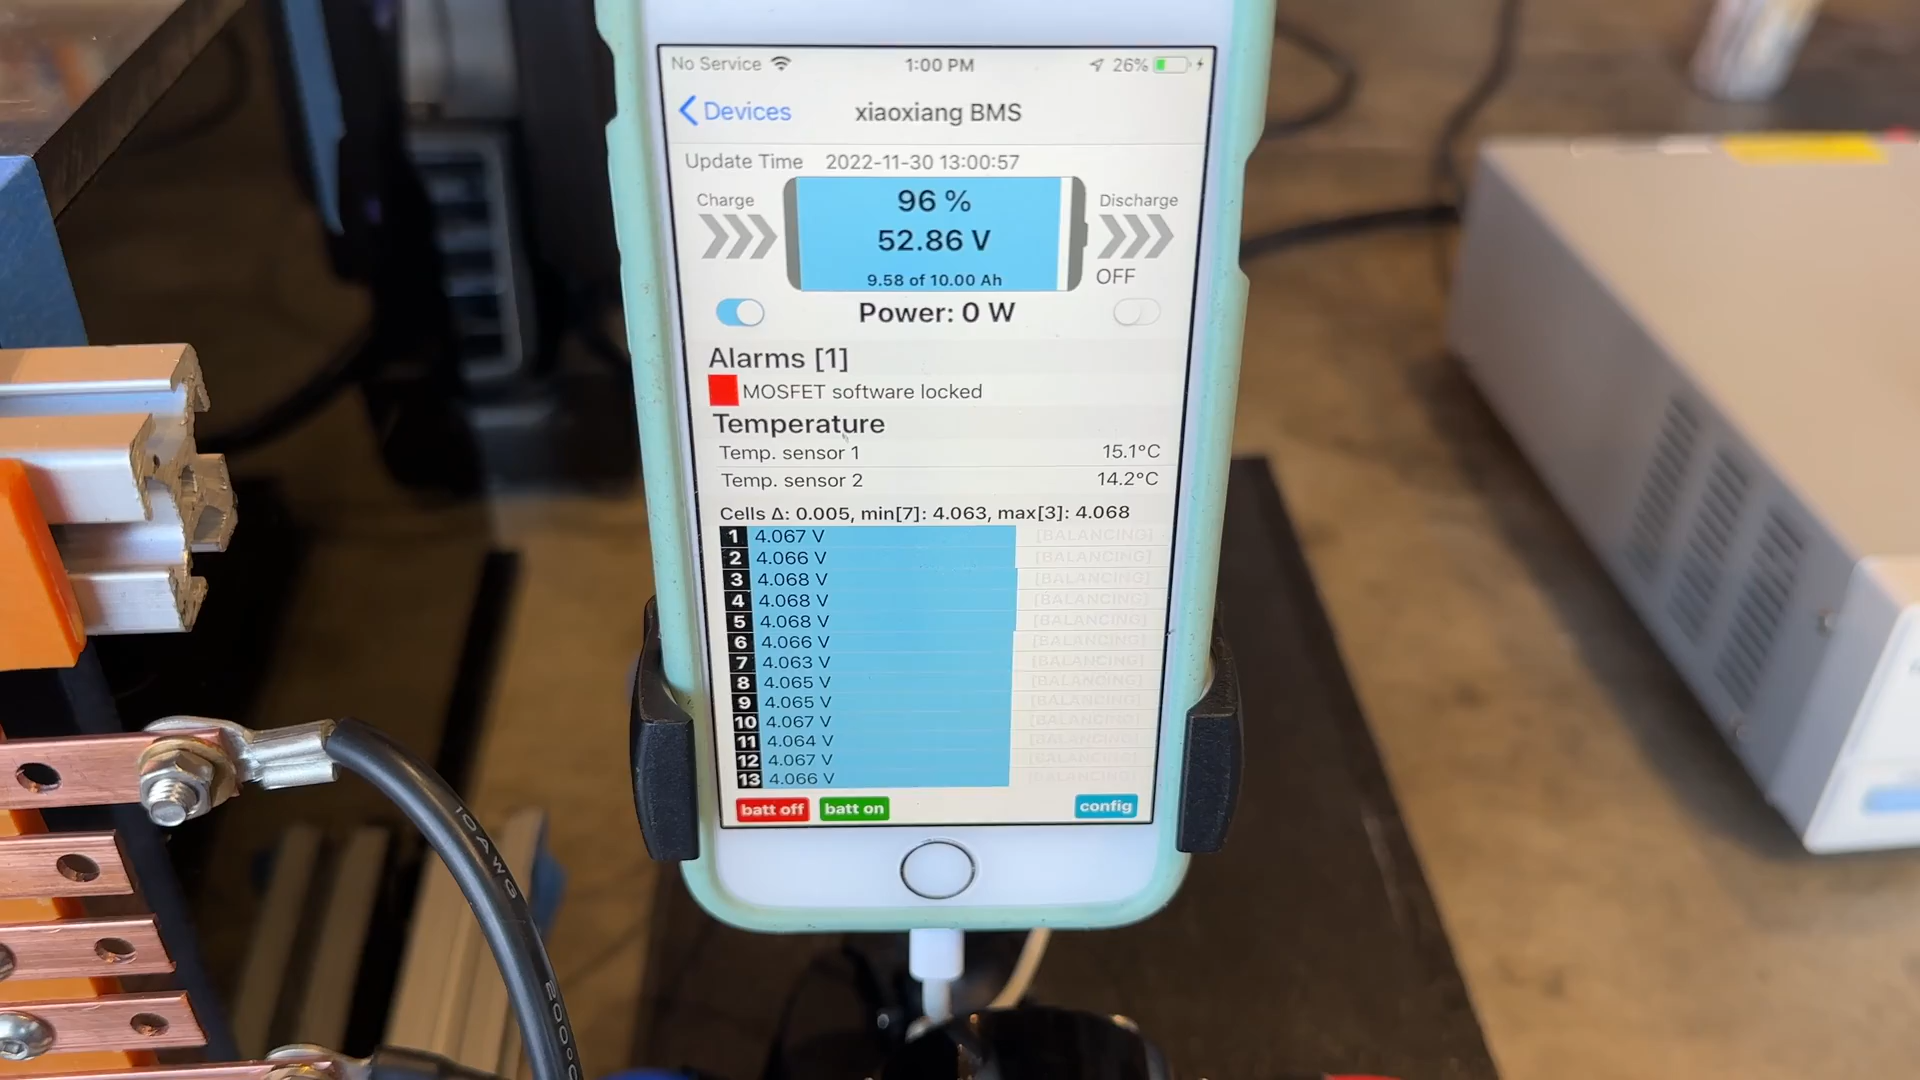 No Service 1:00 PM 26%
Devices xiaoxiang BMS
Update Time 2022-11-30 13:00:57
Charge 96 % Discharge
52.86 V
9.58 of 10.00 Ah OFF
Power: 0 W
Alarms [1]
MOSFET software locked
Temperature
Temp. sensor 1 15.1°C
Temp. sensor 2 14.2°C
Cells Δ: 0.005, min[7]: 4.063, max[3]: 4.068
1 4.067 V [BALANCING]
2 4.066 V [BALANCING]
3 4.068 V [BALANCING]
4 4.068 V [BALANCING]
5 4.068 V [BALANCING]
6 4.066 V [BALANCING]
7 4.063 V [BALANCING]
8 4.065 V [BALANCING]
9 4.065 V [BALANCING]
10 4.067 V [BALANCING]
11 4.064 V [BALANCING]
12 4.067 V [BALANCING]
13 4.066 V [BALANCING]
batt off batt on config
10AWG 200°C